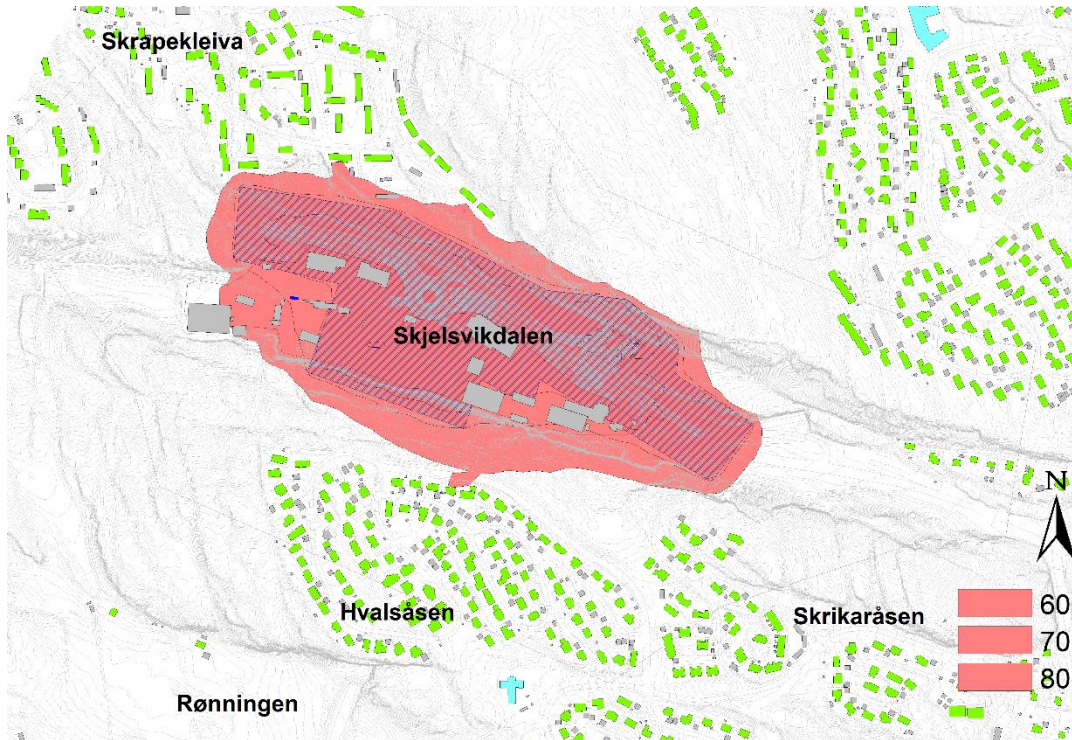 Skrapekleiva
Skjelsvikdalen
N
60
70
80
Hvalsåsen
Skrikaråsen
Rønningen